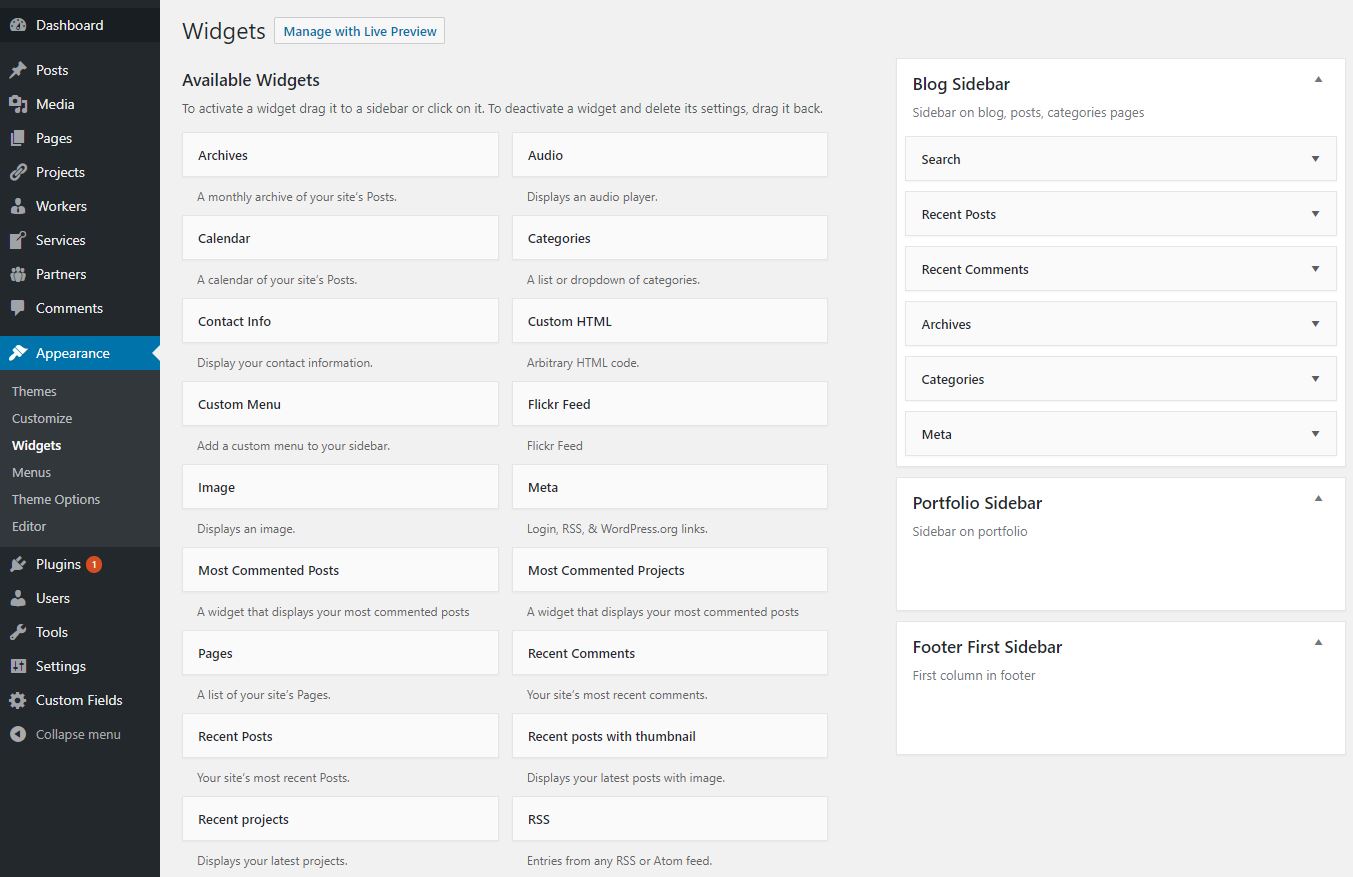 Dashboard
Posts
Media
Pages
Projects
Workers
Services
Partners
Comments
Appearance
Themes
Customize
Widgets
Menus
Theme Options
Editor
Plugins 1
Users
Tools
Settings
Custom Fields
Collapse menu
Widgets Manage with Live Preview
Available Widgets
To activate a widget drag it to a sidebar or click on it. To deactivate a widget and delete its settings, drag it back.
Archives
A monthly archive of your site’s Posts.
Audio
Displays an audio player.
Calendar
A calendar of your site’s Posts.
Categories
A list or dropdown of categories.
Contact Info
Display your contact information.
Custom HTML
Arbitrary HTML code.
Custom Menu
Add a custom menu to your sidebar.
Flickr Feed
Flickr Feed
Image
Displays an image.
Meta
Login, RSS, & WordPress.org links.
Most Commented Posts
A widget that displays your most commented posts
Most Commented Projects
A widget that displays your most commented posts
Pages
A list of your site’s Pages.
Recent Comments
Your site’s most recent comments.
Recent Posts
Your site’s most recent Posts.
Recent posts with thumbnail
Displays your latest posts with image.
Recent projects
Displays your latest projects.
RSS
Entries from any RSS or Atom feed.
Blog Sidebar
Sidebar on blog, posts, categories pages
Search
Recent Posts
Recent Comments
Archives
Categories
Meta
Portfolio Sidebar
Sidebar on portfolio
Footer First Sidebar
First column in footer